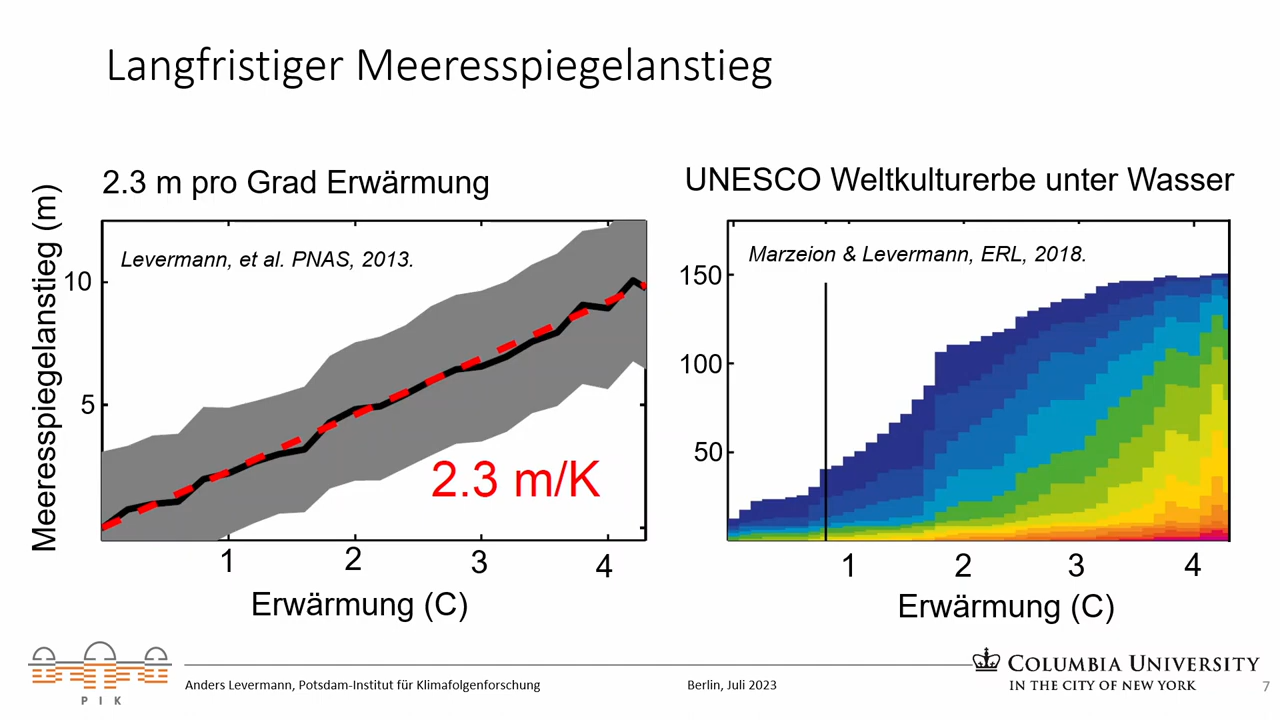 Langfristiger Meeresspiegelanstieg
2.3 m pro Grad Erwärmung
Meeresspiegelanstieg (m)
Levermann, et al. PNAS, 2013.
10
5
2.3 m/K
1
2
3
4
Erwärmung (C)
UNESCO Weltkulturerbe unter Wasser
Marzeion & Levermann, ERL, 2018.
150
100
50
1
2
3
4
Erwärmung (C)
P I K
Anders Levermann, Potsdam-Institut für Klimafolgenforschung
Berlin, Juli 2023
COLUMBIA UNIVERSITY
IN THE CITY OF NEW YORK
7